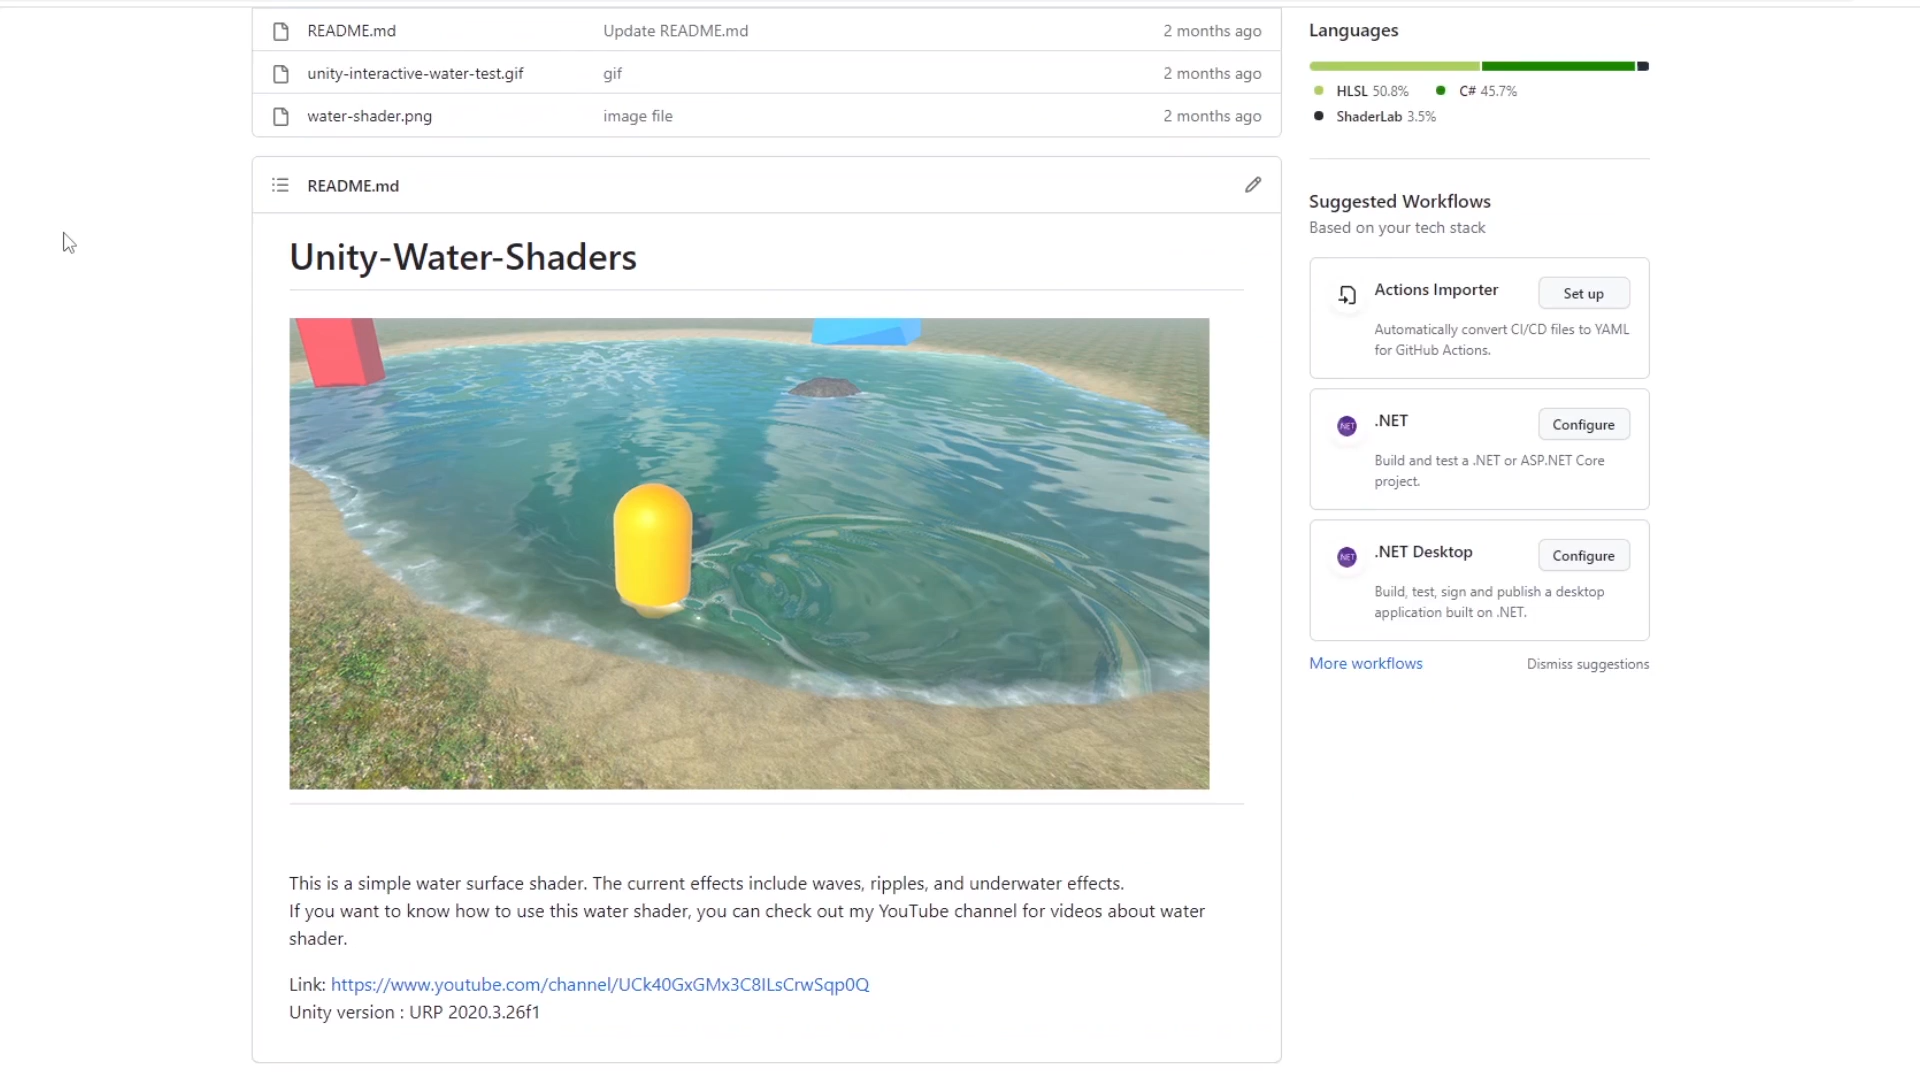 README.md Update README.md 2 months ago
unity-interactive-water-test.gif gif 2 months ago
water-shader.png image file 2 months ago
README.md
Unity-Water-Shaders
This is a simple water surface shader. The current effects include waves, ripples, and underwater effects.
If you want to know how to use this water shader, you can check out my YouTube channel for videos about water
shader.
Link: https://www.youtube.com/channel/UCk40GxGMx3C8ILsCrwSqp0Q
Unity version : URP 2020.3.26f1
Languages
HLSL 50.8% C# 45.7%
ShaderLab 3.5%
Suggested Workflows
Based on your tech stack
Actions Importer Set up
Automatically convert CI/CD files to YAML
for GitHub Actions.
.NET .NET Configure
Build and test a .NET or ASP.NET Core
project.
.NET .NET Desktop Configure
Build, test, sign and publish a desktop
application built on .NET.
More workflows Dismiss suggestions